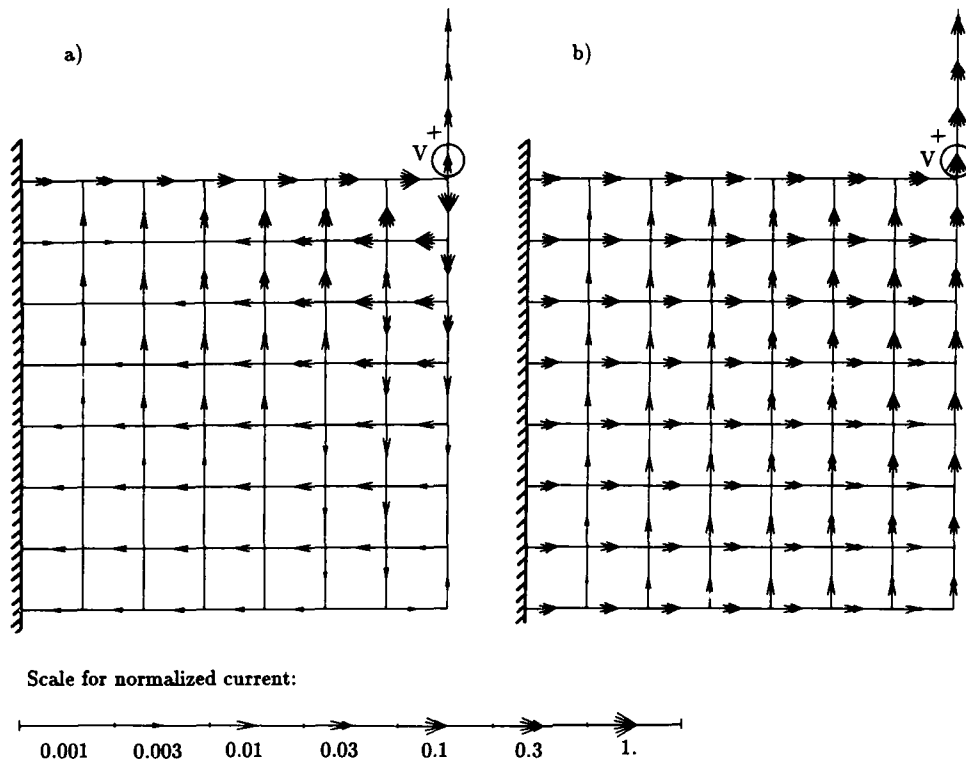 a)
b)
+
V
+
V
Scale for normalized current:
0.001 0.003 0.01 0.03 0.1 0.3 1.